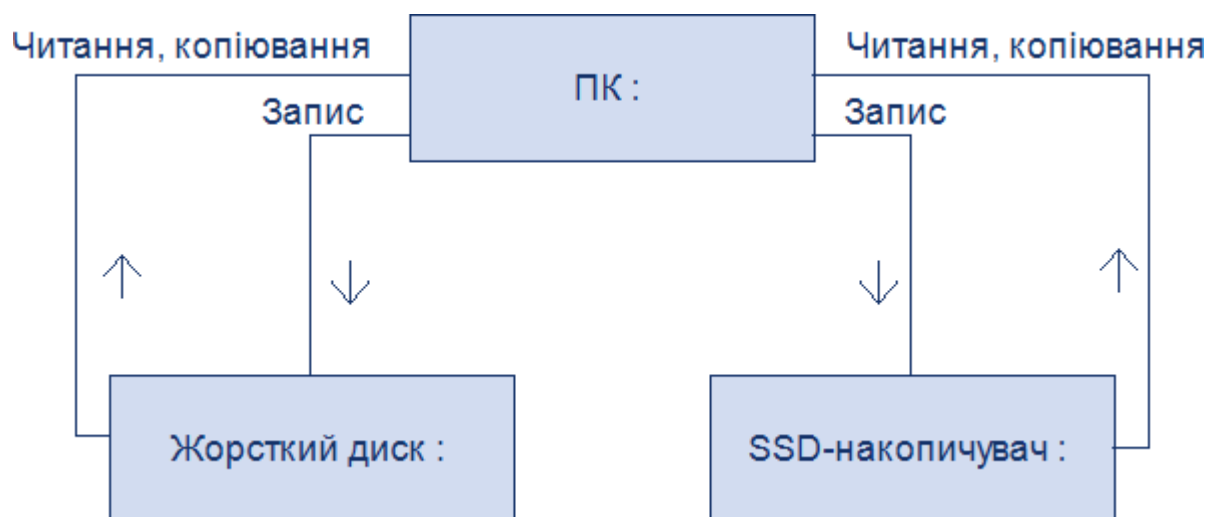 Читання, копіювання
Читання, копіювання
ПК :
Запис
Запис
Жорсткий диск :
SSD-накопичувач :